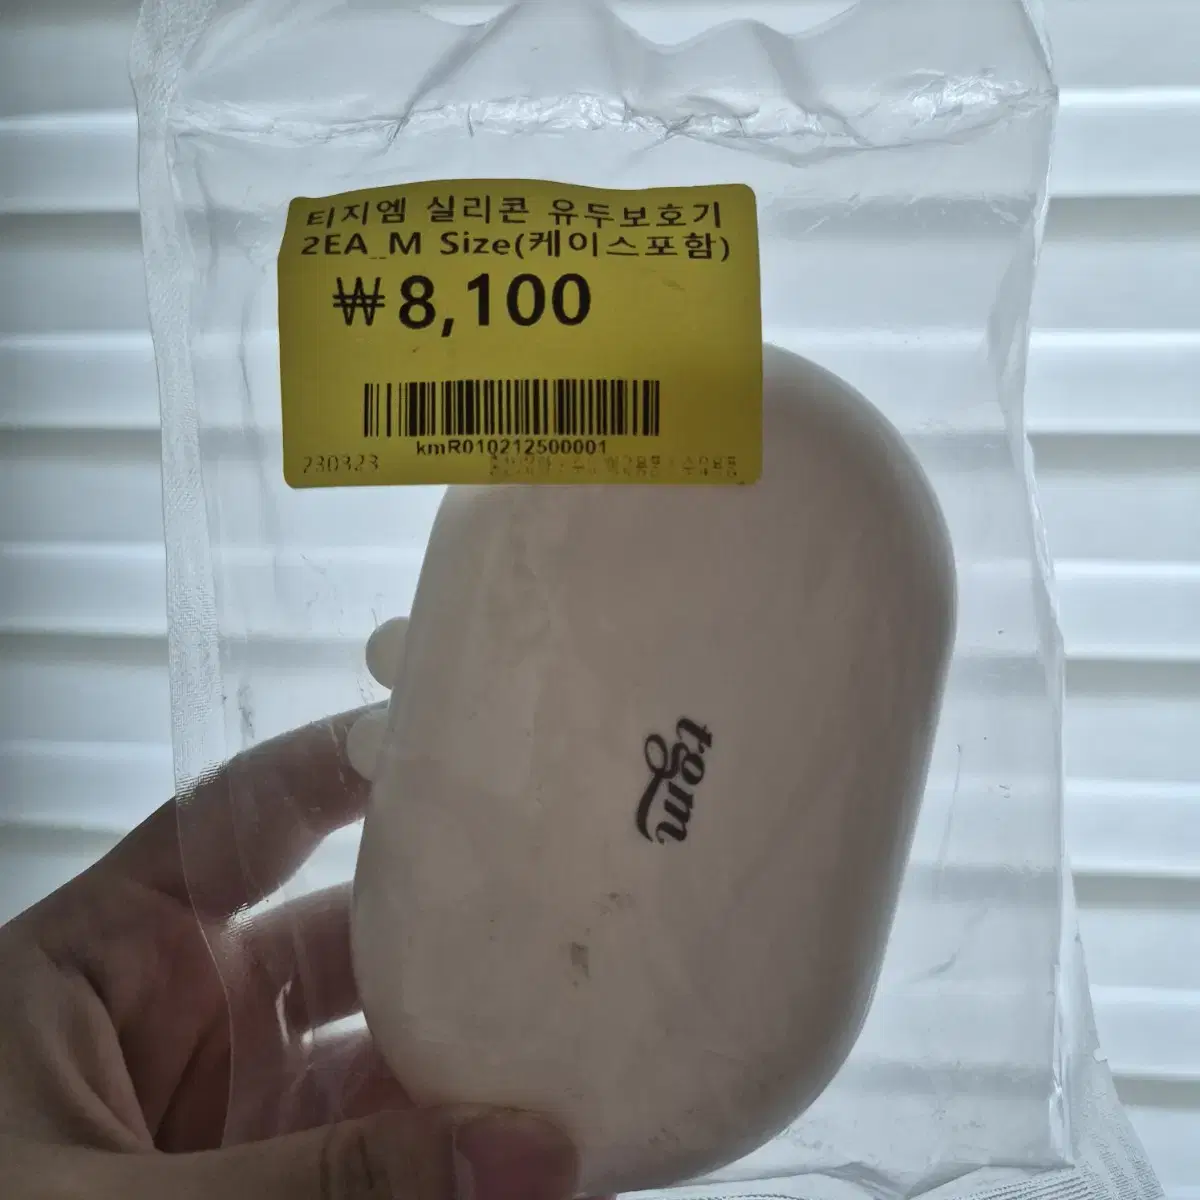 티지엠 실리콘 유두보호기
2EA_M Size(케이스포함)
₩8,100
kmR010212500001
230323
tgm